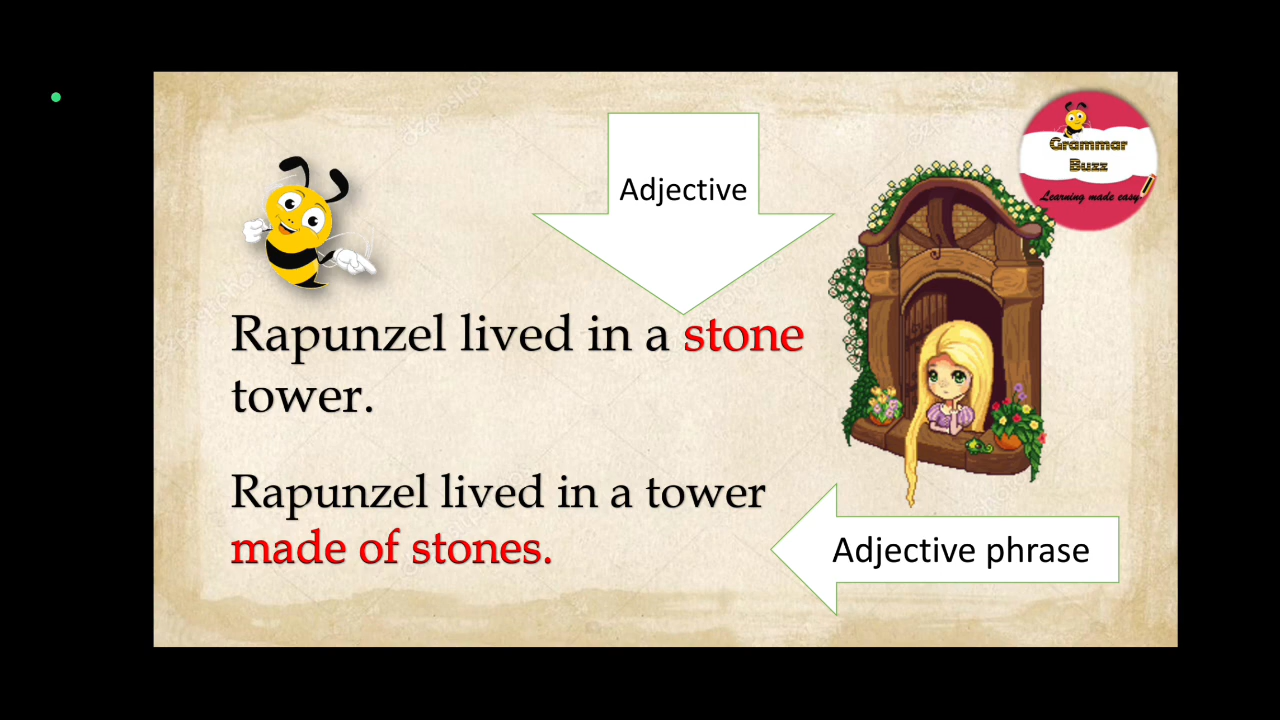 Grammar
Buzz
Learning made easy
Adjective
Rapunzel lived in a stone
tower.
Rapunzel lived in a tower
made of stones.
Adjective phrase